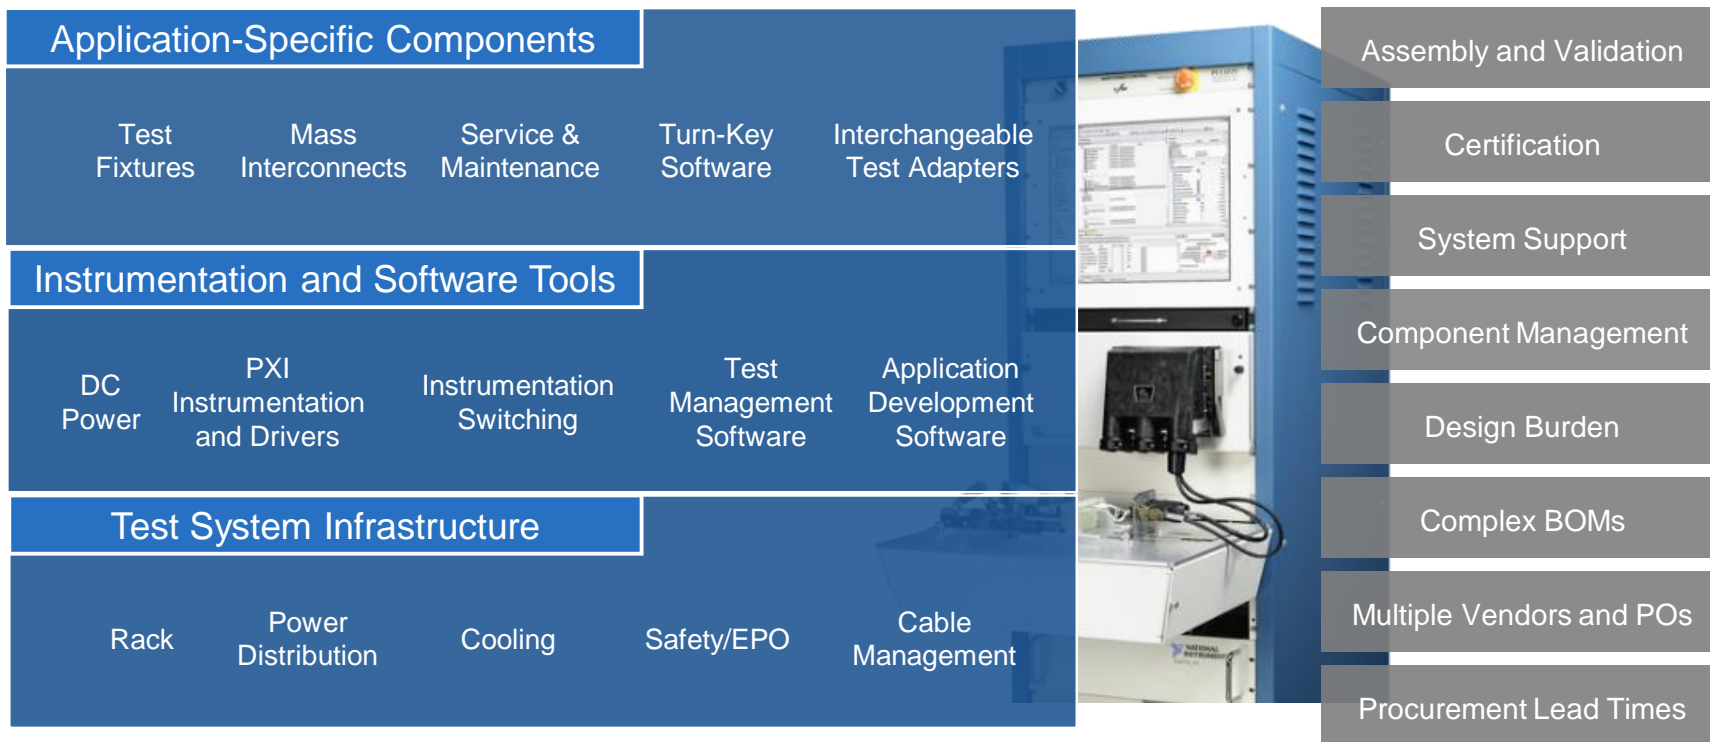 Application-Specific Components
Test
Fixtures
Mass
Interconnects
Service &
Maintenance
Turn-Key
Software
Interchangeable
Test Adapters
Instrumentation and Software Tools
DC
Power
PXI
Instrumentation
and Drivers
Instrumentation
Switching
Test
Management
Software
Application
Development
Software
Test System Infrastructure
Rack
Power
Distribution
Cooling
Safety/EPO
Cable
Management
NATIONAL
INSTRUMENTS
Assembly and Validation
Certification
System Support
Component Management
Design Burden
Complex BOMs
Multiple Vendors and POs
Procurement Lead Times